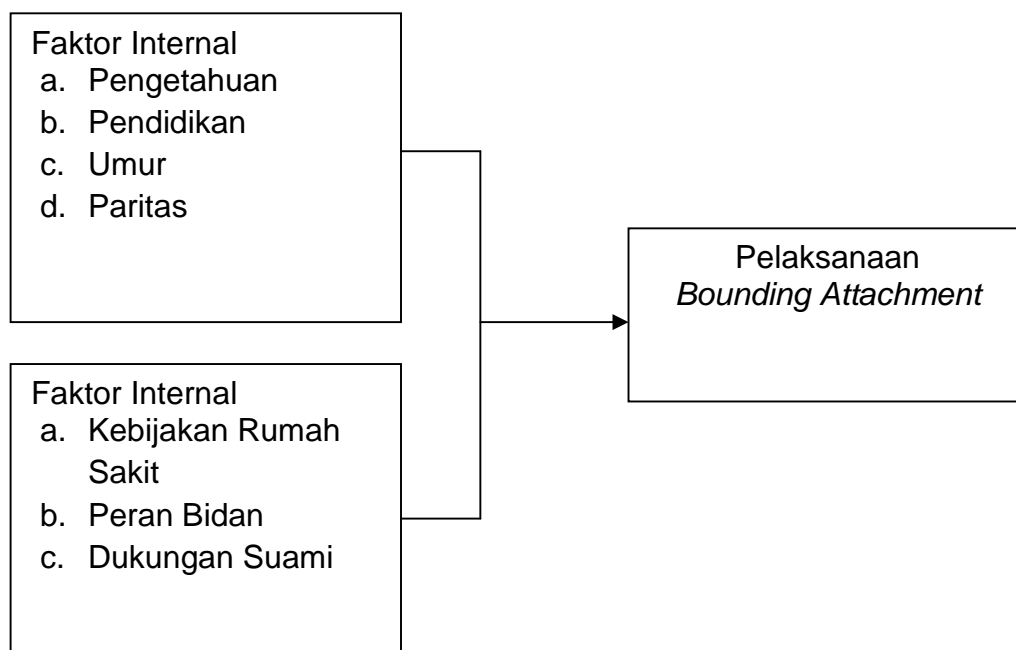 Faktor Internal
a. Pengetahuan
b. Pendidikan
c. Umur
d. Paritas
Pelaksanaan
Bounding Attachment
Faktor Internal
a. Kebijakan Rumah
Sakit
b. Peran Bidan
c. Dukungan Suami